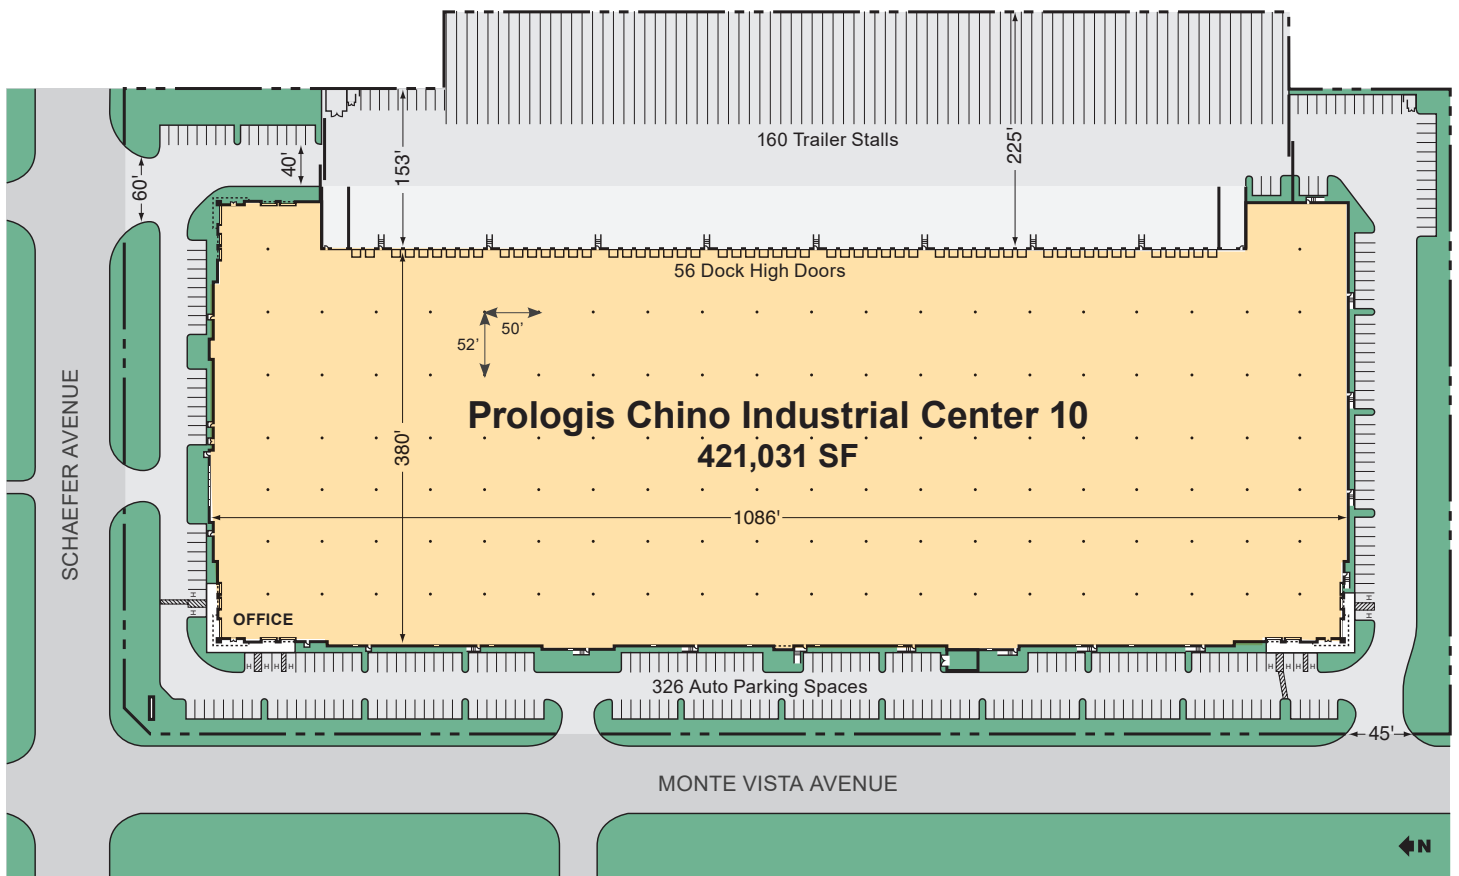 160 Trailer Stalls
225'
153'
40'
60'
56 Dock High Doors
50'
52'
SCHAEFER AVENUE
Prologis Chino Industrial Center 10
421,031 SF
380'
1086'
OFFICE
H
H
H
H
H H H H
H H H
326 Auto Parking Spaces
45'
MONTE VISTA AVENUE
N